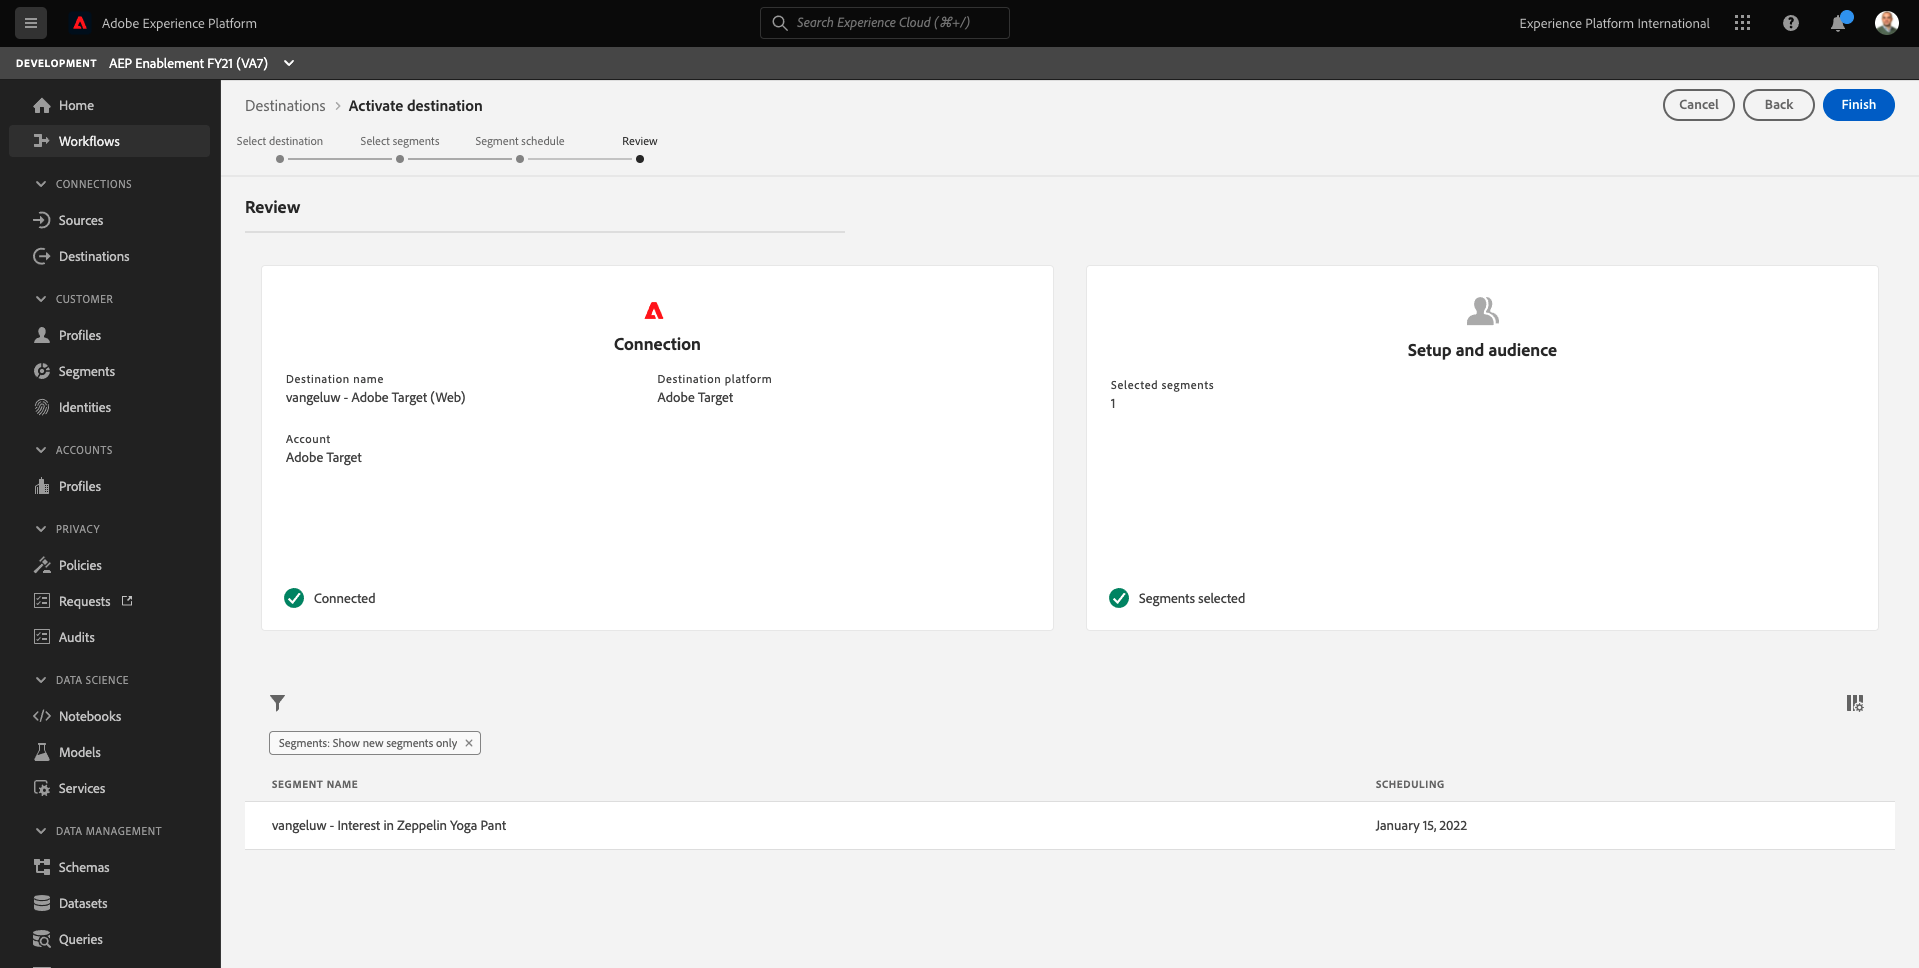 Adobe Experience Platform
Search Experience Cloud (⌘+/)
Experience Platform International
DEVELOPMENT AEP Enablement FY21 (VA7)
Home
Workflows
CONNECTIONS
Sources
Destinations
CUSTOMER
Profiles
Segments
Identities
ACCOUNTS
Profiles
PRIVACY
Policies
Requests
Audits
DATA SCIENCE
Notebooks
Models
Services
DATA MANAGEMENT
Schemas
Datasets
Queries
Destinations > Activate destination
Cancel
Back
Finish
Select destination
Select segments
Segment schedule
Review
Review
Connection
Destination name
vangeluw - Adobe Target (Web)
Destination platform
Adobe Target
Account
Adobe Target
Connected
Setup and audience
Selected segments
1
Segments selected
Segments: Show new segments only
SEGMENT NAME
SCHEDULING
vangeluw - Interest in Zeppelin Yoga Pant
January 15, 2022